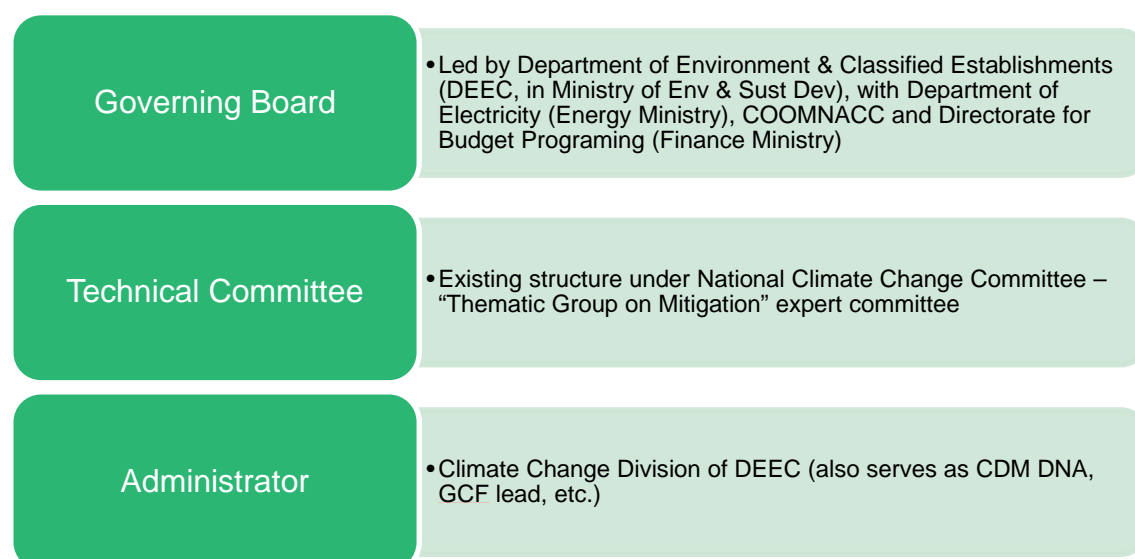 Governing Board
•Led by Department of Environment & Classified Establishments
(DEEC, in Ministry of Env & Sust Dev), with Department of
Electricity (Energy Ministry), COOMNACC and Directorate for
Budget Programing (Finance Ministry)
Technical Committee
•Existing structure under National Climate Change Committee –
“Thematic Group on Mitigation” expert committee
Administrator
•Climate Change Division of DEEC (also serves as CDM DNA,
GCF lead, etc.)